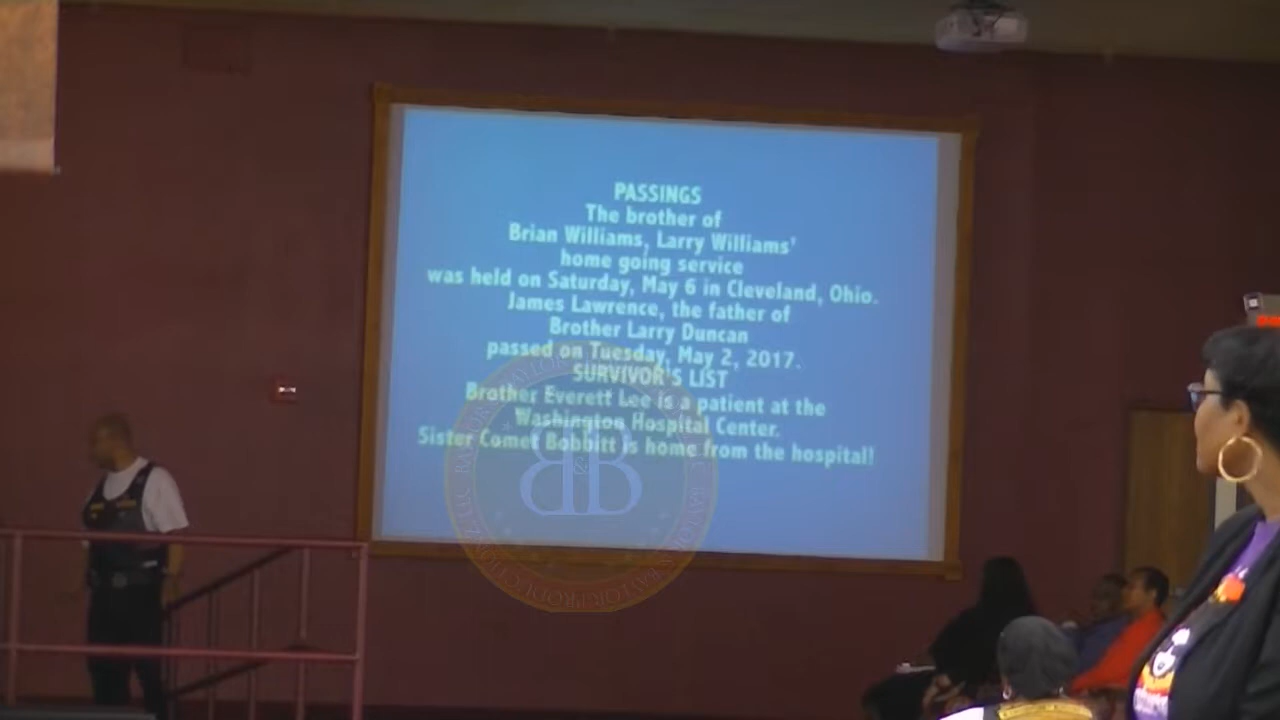 PASSINGS
The brother of
Brian Williams, Larry Williams'
home going service
was held on Saturday, May 6 in Cleveland, Ohio.
James Lawrence, the father of
Brother Larry Duncan
passed on Tuesday, May 2, 2017.
SURVIVOR'S LIST
Brother Everett Lee is a patient at the
Washington Hospital Center.
Sister Comet Bobbitt is home from the hospital!
BB